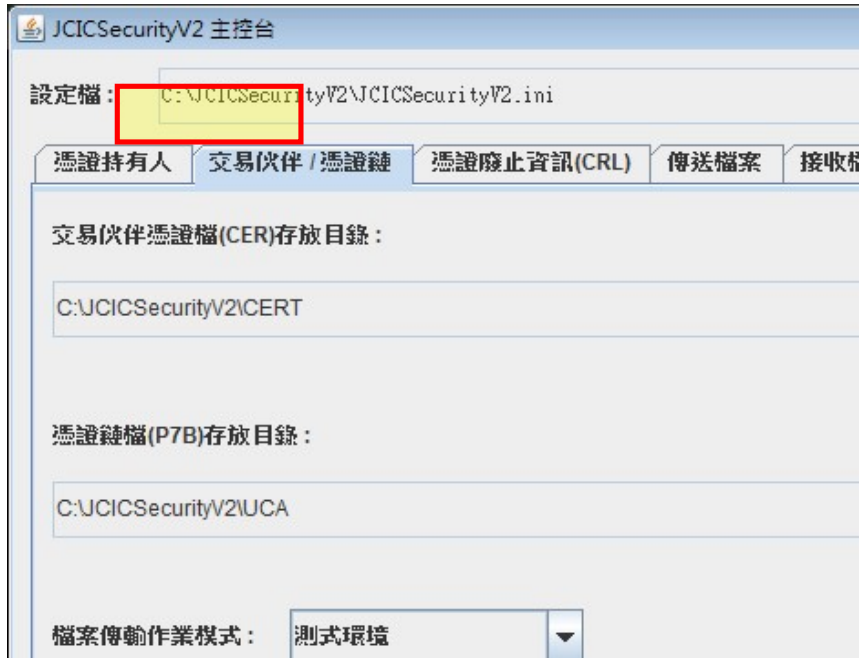 JCICSecurityV2 主控台
設定檔： C:\JCICSecurityV2\JCICSecurityV2.ini
憑證持有人 交易伙伴 / 憑證鏈 憑證廢止資訊(CRL) 傳送檔案 接收檔
交易伙伴憑證檔(CER)存放目錄：
C:\JCICSecurityV2\CERT
憑證鏈檔(P7B)存放目錄：
C:\JCICSecurityV2\UCA
檔案傳輸作業模式： 測式環境